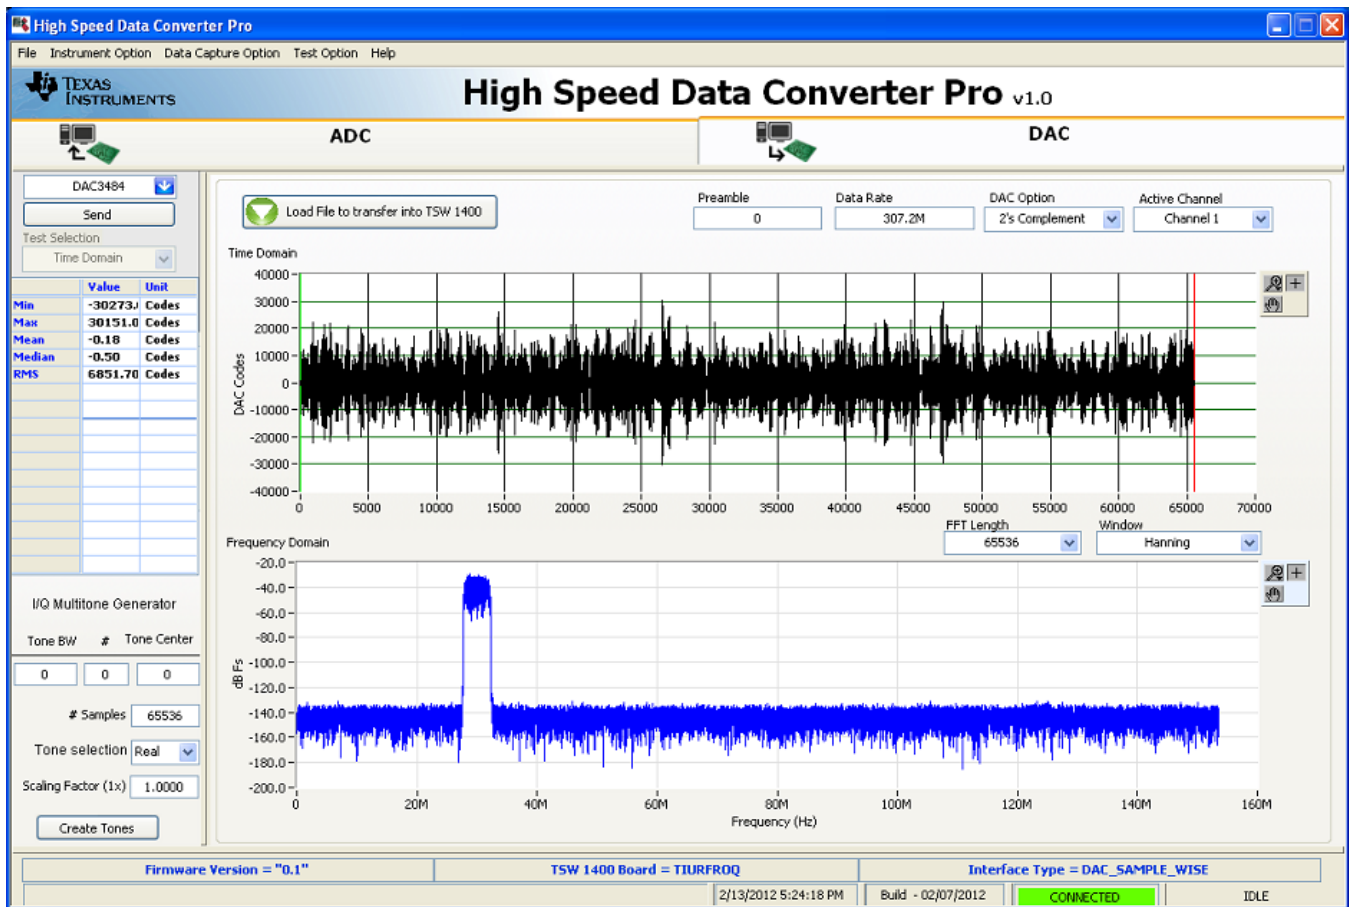 High Speed Data Converter Pro
File Instrument Option Data Capture Option Test Option Help
TEXAS
INSTRUMENTS
High Speed Data Converter Pro v1.0
ADC
DAC
DAC3484
Send
Test Selection
Time Domain
Value Unit
Min -30273. Codes
Max 30151.0 Codes
Mean -0.18 Codes
Median -0.50 Codes
RMS 6851.70 Codes
I/Q Multitone Generator
Tone BW # Tone Center
0 0 0
# Samples 65536
Tone selection Real
Scaling Factor (1x) 1.0000
Create Tones
Load File to transfer into TSW 1400
Preamble Data Rate DAC Option Active Channel
0 307.2M 2's Complement Channel 1
Time Domain
DAC Codes
40000
30000
20000
10000
0
-10000
-20000
-30000
-40000
0 5000 10000 15000 20000 25000 30000 35000 40000 45000 50000 55000 60000 65000 70000
FFT Length Window
65536 Hanning
Frequency Domain
dB Fs
-20.0
-40.0
-60.0
-80.0
-100.0
-120.0
-140.0
-160.0
-180.0
-200.0
0 20M 40M 60M 80M 100M 120M 140M 160M
Frequency (Hz)
Firmware Version = "0.1" TSW 1400 Board = TIURFROQ Interface Type = DAC_SAMPLE_WISE
2/13/2012 5:24:18 PM Build - 02/07/2012 CONNECTED IDLE